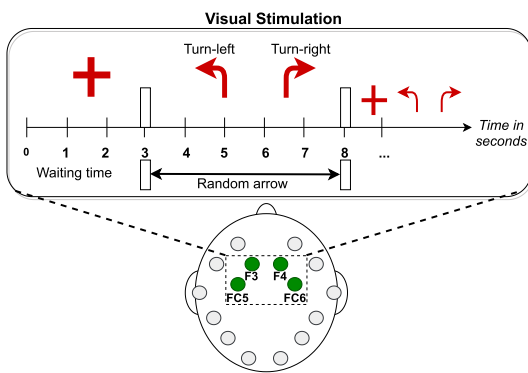 Visual Stimulation
Turn-left Turn-right
0 1 2 3 4 5 6 7 8 ...
Time in
seconds
Waiting time
Random arrow
F3 F4
FC5 FC6